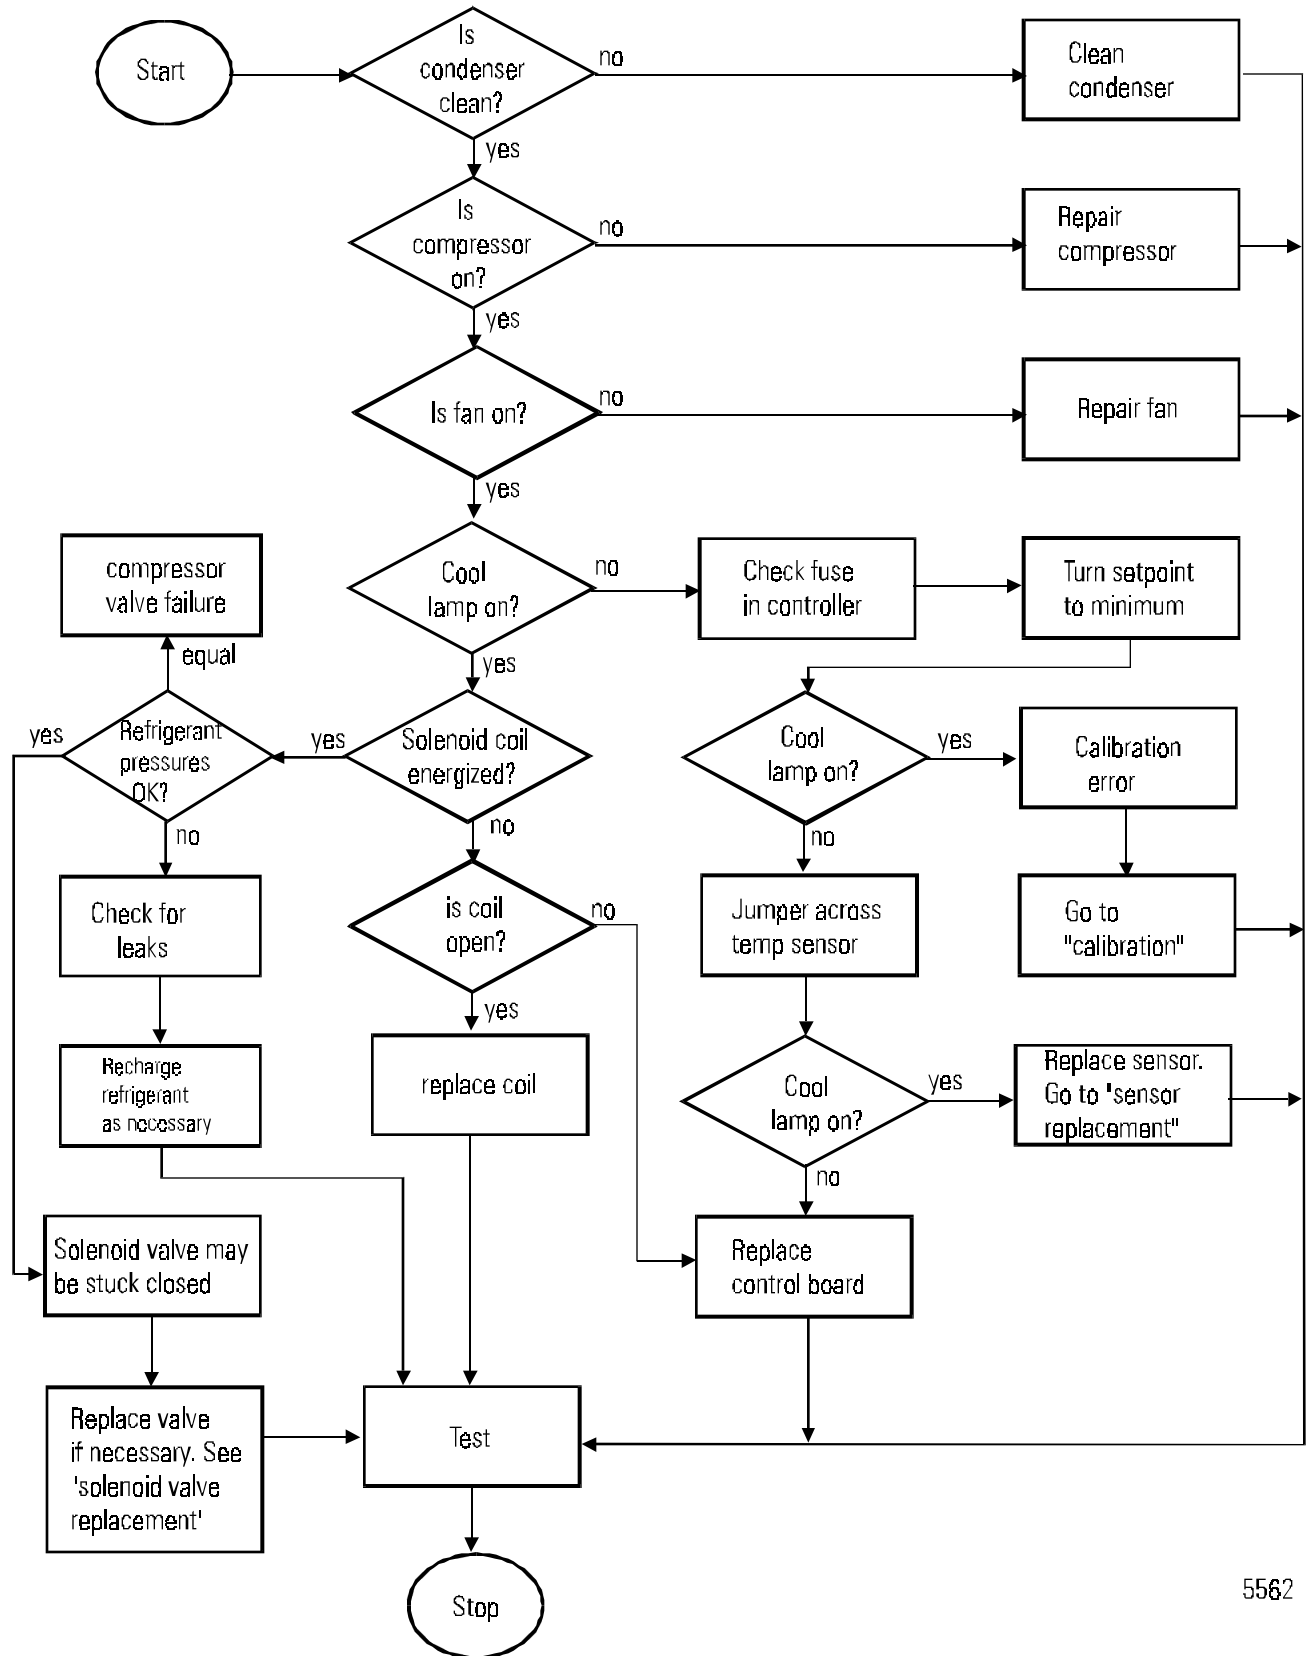 Start
Is
condenser
clean?
no
Clean
condenser
yes
Is
compressor
on?
no
Repair
compressor
yes
Is fan on?
no
Repair fan
yes
compressor
valve failure
equal
Cool
lamp on?
no
Check fuse
in controller
Turn setpoint
to minimum
yes
yes
Refrigerant
pressures
OK?
yes
Solenoid coil
energized?
Cool
lamp on?
yes
Calibration
error
no
no
no
Check for
leaks
is coil
open?
no
Jumper across
temp sensor
Go to
"calibration"
yes
Recharge
refrigerant
as necessary
replace coil
Cool
lamp on?
yes
Replace sensor.
Go to 'sensor
replacement"
no
Solenoid valve may
be stuck closed
Replace
control board
Replace valve
if necessary. See
'solenoid valve
replacement'
Test
Stop
5562